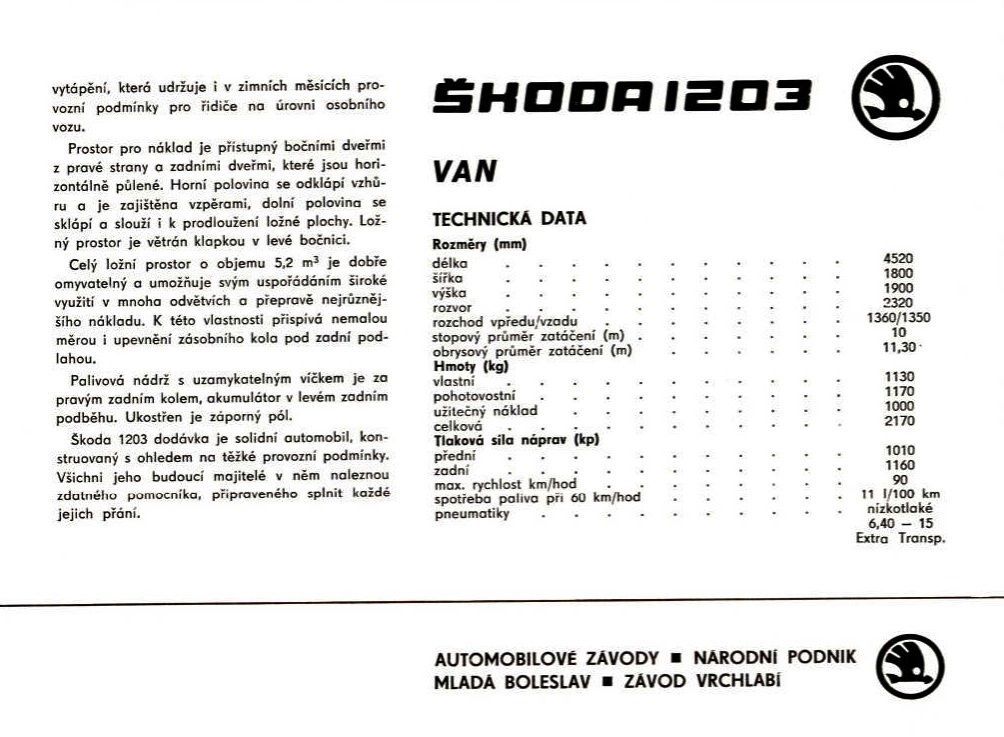 vytápění, která udržuje i v zimních měsících pro-
vozní podmínky pro řidiče na úrovni osobního
vozu.
Prostor pro náklad je přístupný bočními dveřmi
z pravé strany a zadními dveřmi, které jsou hori-
zontálně půlené. Horní polovina se odklápí vzhů-
ru a je zajištěna vzpěrami, dolní polovina se
sklápí a slouží i k prodloužení ložné plochy. Lož-
ný prostor je větrán klapkou v levé bočnici.
Celý ložní prostor o objemu 5,2 m³ je dobře
omyvatelný a umožňuje svým uspořádáním široké
využití v mnoha odvětvích a přepravě nejrůzněj-
šího nákladu. K této vlastnosti přispívá nemalou
měrou i upevnění zásobního kola pod zadní pod-
lahou.
Palivová nádrž s uzamykatelným víčkem je za
pravým zadním kolem, akumulátor v levém zadním
podběhu. Ukostřen je záporný pól.
Škoda 1203 dodávka je solidní automobil, kon-
struovaný s ohledem na těžké provozní podmínky.
Všichni jeho budoucí majitelé v něm naleznou
zdatného pomocníka, připraveného splnit každé
jejich přání.
ŠKODA 1203
VAN
TECHNICKÁ DATA
Rozměry (mm)
délka . . . . . . . . . . . 4520
šířka . . . . . . . . . . . 1800
výška . . . . . . . . . . . 1900
rozvor . . . . . . . . . . . 2320
rozchod vpředu/vzadu . . . . . . . . 1360/1350
stopový průměr zatáčení (m) . . . . . . . 10
obrysový průměr zatáčení (m) . . . . . . 11,30
Hmoty (kg)
vlastní . . . . . . . . . . . 1130
pohotovostní . . . . . . . . . . 1170
užitečný náklad . . . . . . . . . 1000
celková . . . . . . . . . . . 2170
Tlaková síla náprav (kp)
přední . . . . . . . . . . . 1010
zadní . . . . . . . . . . . 1160
max. rychlost km/hod . . . . . . . . 90
spotřeba paliva při 60 km/hod . . . . . . 11 l/100 km
pneumatiky . . . . . . . . . . nízkotlaké
6,40 — 15
Extra Transp.
AUTOMOBILOVÉ ZÁVODY ■ NÁRODNÍ PODNIK
MLADÁ BOLESLAV ■ ZÁVOD VRCHLABÍ